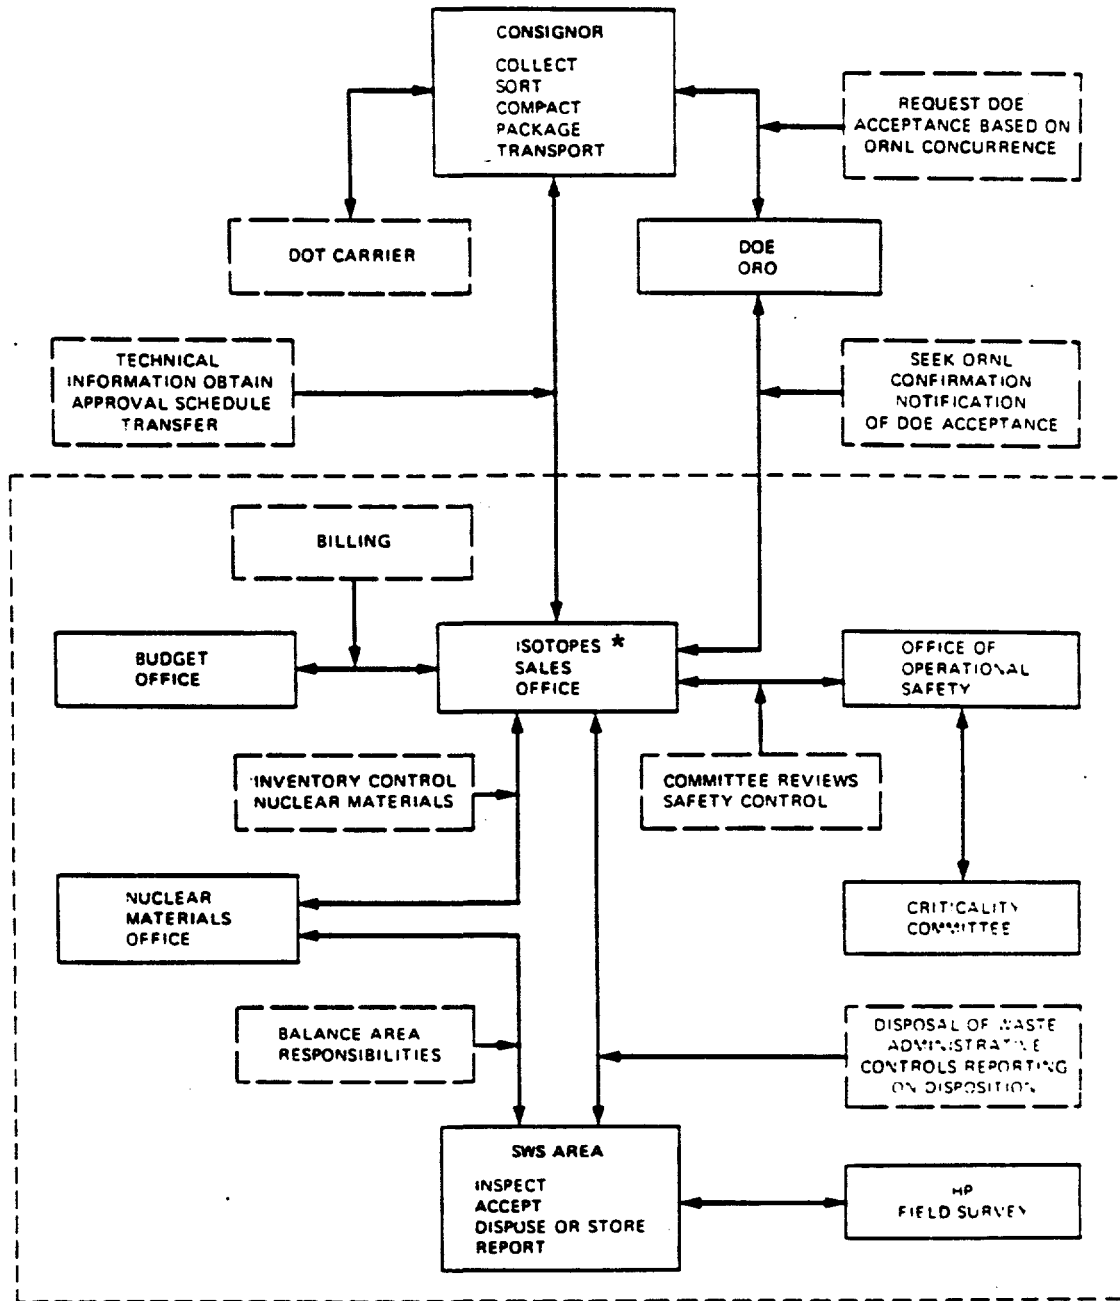 CONSIGNOR
COLLECT
SORT
COMPACT
PACKAGE
TRANSPORT
REQUEST DOE
ACCEPTANCE BASED ON
ORNL CONCURRENCE
DOT CARRIER
DOE
ORO
TECHNICAL
INFORMATION OBTAIN
APPROVAL SCHEDULE
TRANSFER
SEEK ORNL
CONFIRMATION
NOTIFICATION
OF DOE ACCEPTANCE
BILLING
BUDGET
OFFICE
ISOTOPES *
SALES
OFFICE
OFFICE OF
OPERATIONAL
SAFETY
INVENTORY CONTROL
NUCLEAR MATERIALS
COMMITTEE REVIEWS
SAFETY CONTROL
NUCLEAR
MATERIALS
OFFICE
CRITICALITY
COMMITTEE
BALANCE AREA
RESPONSIBILITIES
DISPOSAL OF WASTE
ADMINISTRATIVE
CONTROLS REPORTING
ON DISPOSITION
SWS AREA
INSPECT
ACCEPT
DISPUSE OR STORE
REPORT
HP
FIELD SURVEY